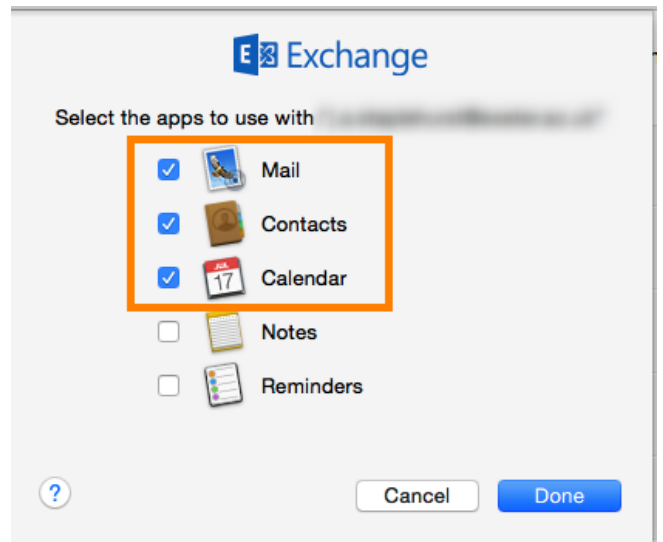 Exchange
Select the apps to use with
Mail
Contacts
JUL
17
Calendar
Notes
Reminders
?
Cancel
Done